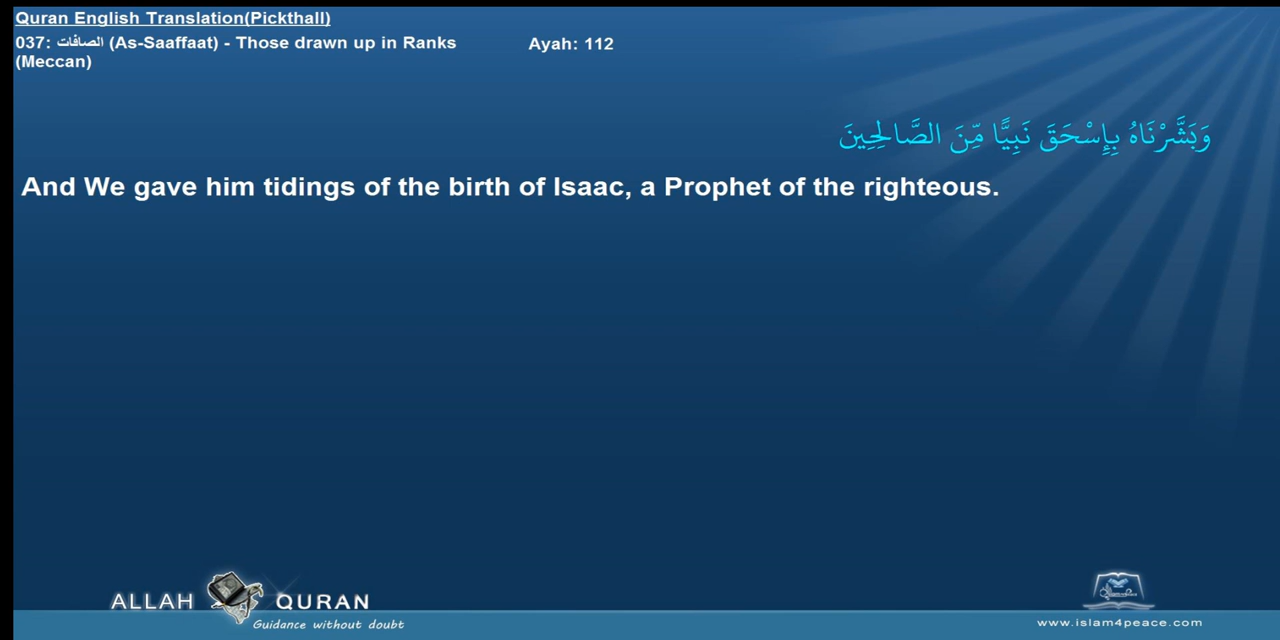 Quran English Translation(Pickthall)
037: الصافات (As-Saaffaat) - Those drawn up in Ranks (Meccan)
Ayah: 112
وَبَشَّرْنَاهُ بِإِسْحَقَ نَبِيًّا مِّنَ الصَّالِحِينَ
And We gave him tidings of the birth of Isaac, a Prophet of the righteous.
ALLAH QURAN
Guidance without doubt
www.islam4peace.com